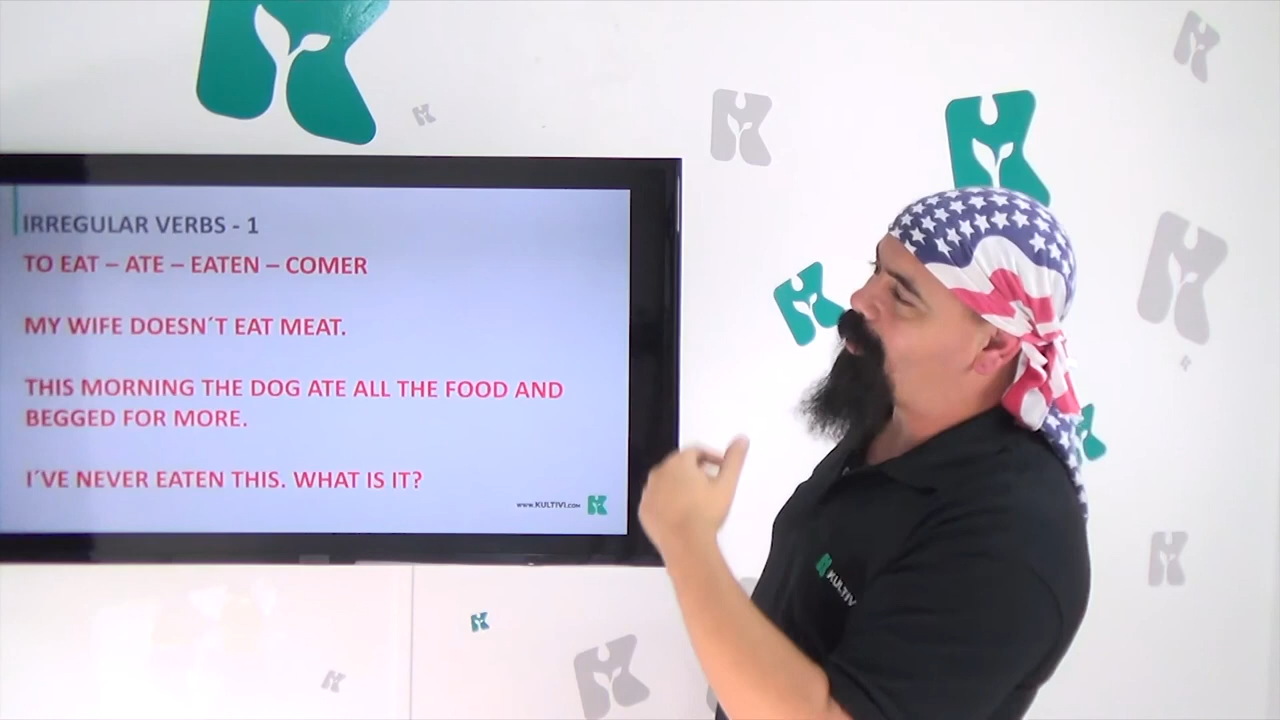 IRREGULAR VERBS - 1
TO EAT – ATE – EATEN – COMER
MY WIFE DOESN´T EAT MEAT.
THIS MORNING THE DOG ATE ALL THE FOOD AND
BEGGED FOR MORE.
I´VE NEVER EATEN THIS. WHAT IS IT?
WWW.KULTIVI.COM
KULTIVI